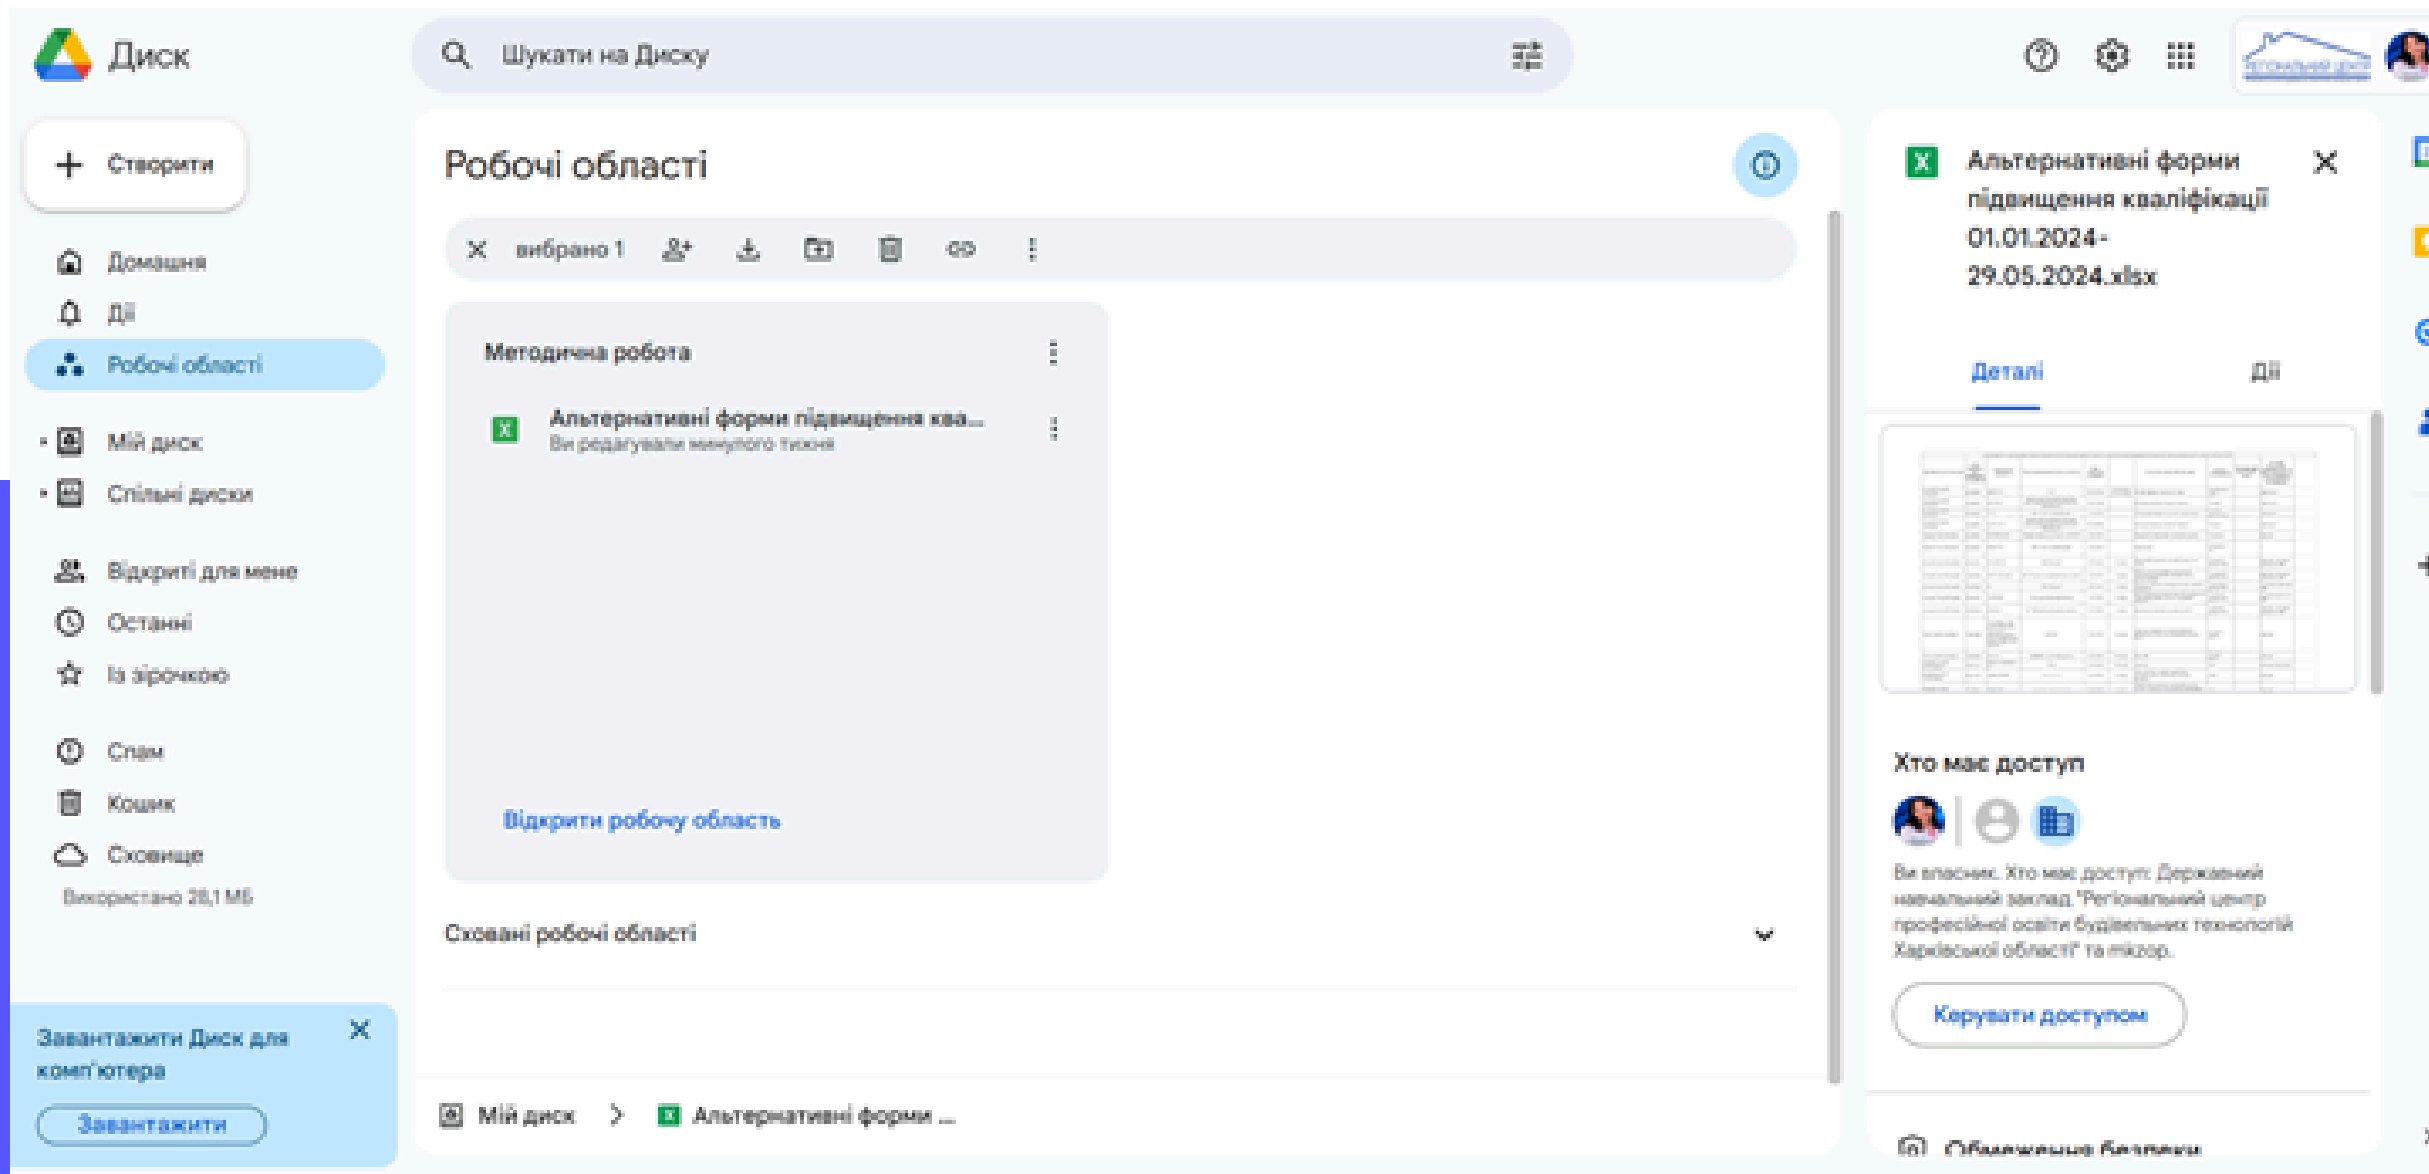 Диск
Шукати на Диску
Створити
Домашня
Дії
Робочі області
Мій диск
Спільні диски
Відкриті для мене
Останні
Із зірочкою
Спам
Кошик
Сховище
Використано 28,1 МБ
Завантажити Диск для
комп'ютера
Завантажити
Робочі області
вибрано 1
Методична робота
Альтернативні форми підвищення ква...
Ви редагували минулого тижня
Відкрити робочу область
Сховані робочі області
Мій диск
Альтернативні форми ...
Альтернативні форми
підвищення кваліфікації
01.01.2024-
29.05.2024.xlsx
Деталі
Дії
Хто має доступ
Ви власник. Хто має доступ: Державний
навчальний заклад "Регіональний центр
професійної освіти будівельних технологій
Харківської області" та mkzop.
Керувати доступом
Обмеження безпеки